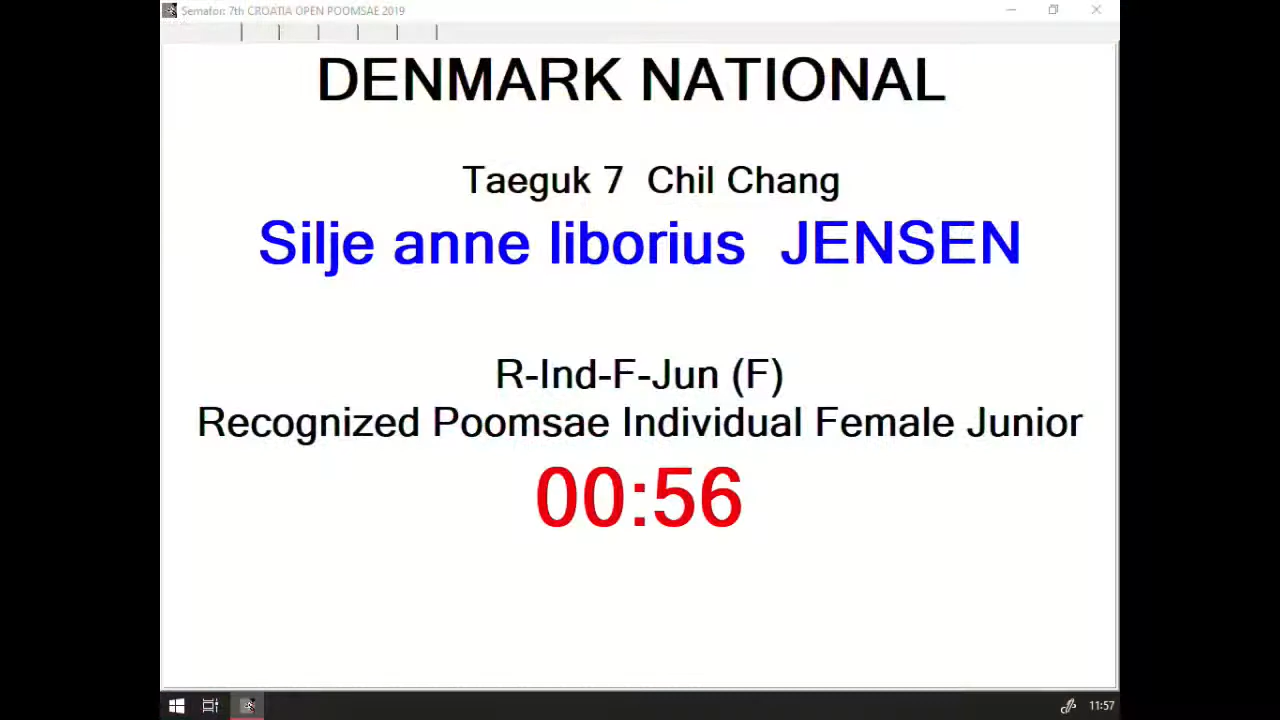 Semafor: 7th CROATIA OPEN POOMSAE 2019
DENMARK NATIONAL
Taeguk 7  Chil Chang
Silje anne liborius  JENSEN
R-Ind-F-Jun (F)
Recognized Poomsae Individual Female Junior
00:56
11:57